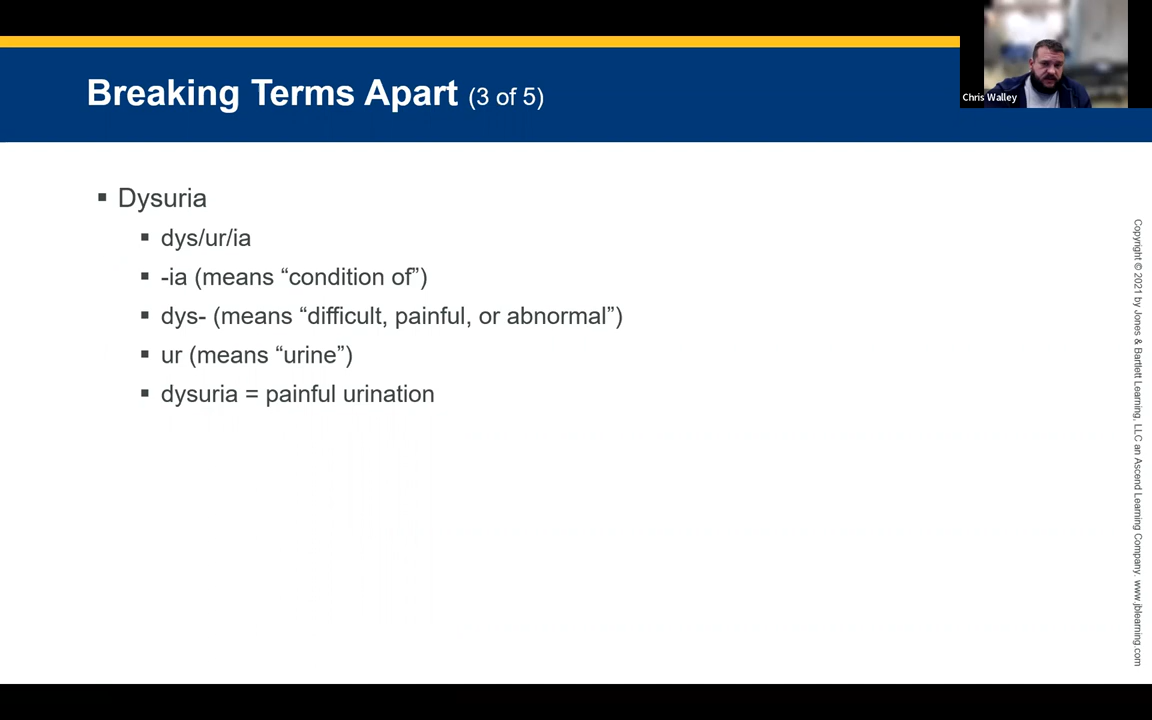 Breaking Terms Apart (3 of 5)
Chris Walley
▪ Dysuria
▪ dys/ur/ia
▪ -ia (means “condition of”)
▪ dys- (means “difficult, painful, or abnormal”)
▪ ur (means “urine”)
▪ dysuria = painful urination
Copyright © 2021 by Jones & Bartlett Learning, LLC an Ascend Learning Company. www.jblearning.com